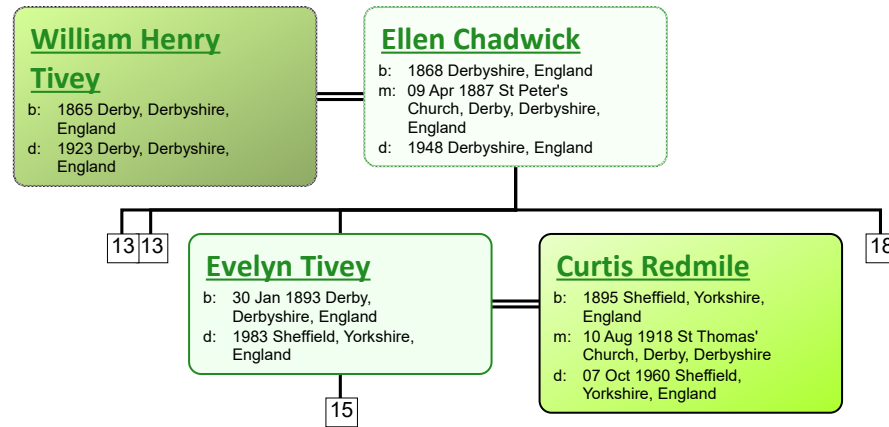 William Henry
Tivey
b: 1865 Derby, Derbyshire,
England
d: 1923 Derby, Derbyshire,
England
Ellen Chadwick
b: 1868 Derbyshire, England
m: 09 Apr 1887 St Peter's
Church, Derby, Derbyshire,
England
d: 1948 Derbyshire, England
13 13 18
Evelyn Tivey
b: 30 Jan 1893 Derby,
Derbyshire, England
d: 1983 Sheffield, Yorkshire,
England
Curtis Redmile
b: 1895 Sheffield, Yorkshire,
England
m: 10 Aug 1918 St Thomas'
Church, Derby, Derbyshire
d: 07 Oct 1960 Sheffield,
Yorkshire, England
15